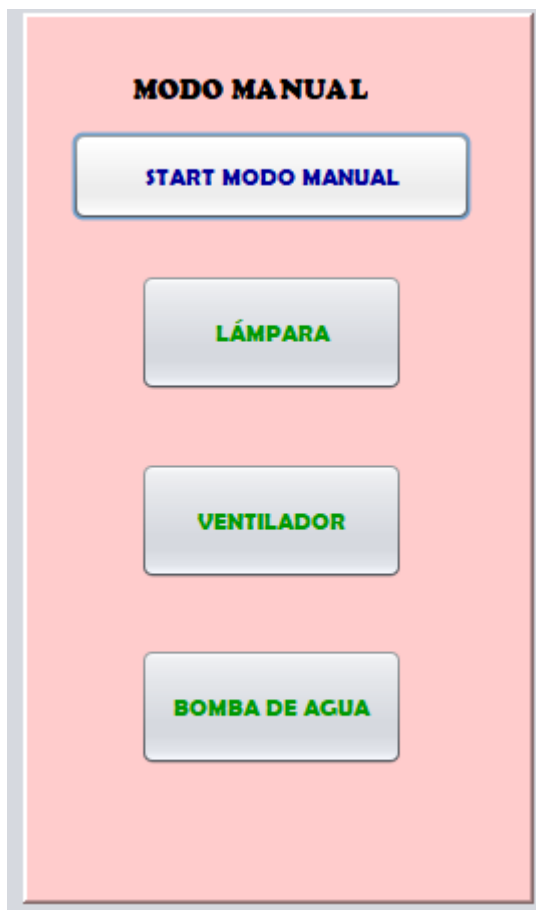 MODO MANUAL
START MODO MANUAL
LÁMPARA
VENTILADOR
BOMBA DE AGUA